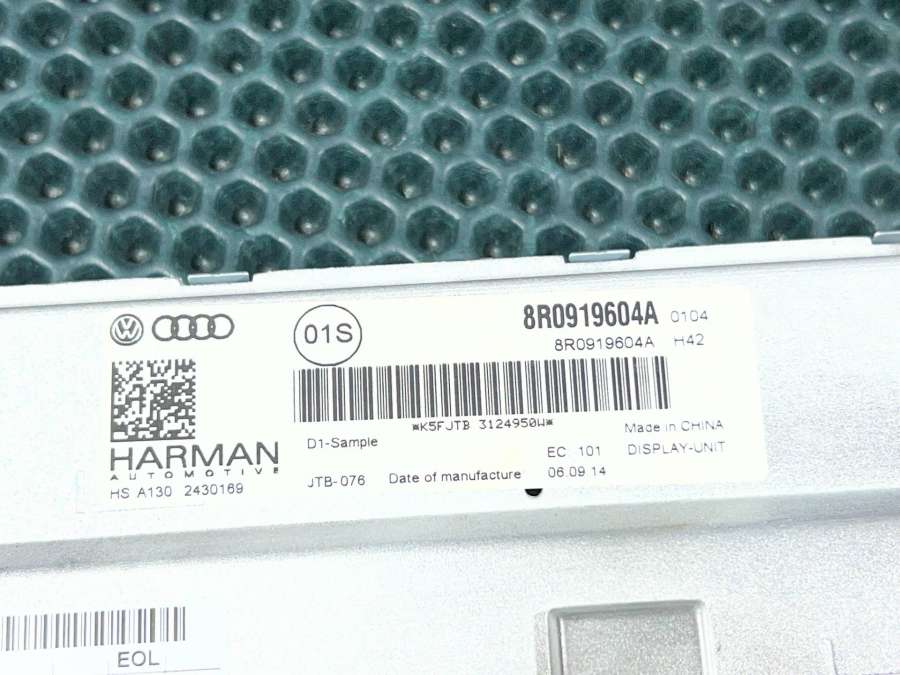 01S
8R0919604A 0104
8R0919604A H42
*K5FJTB 3124950W*
HARMAN
AUTOMOTIVE
HS A130 2430169
D1-Sample
Made in CHINA
EC 101 DISPLAY-UNIT
JTB-076 Date of manufacture 06.09.14
EOL